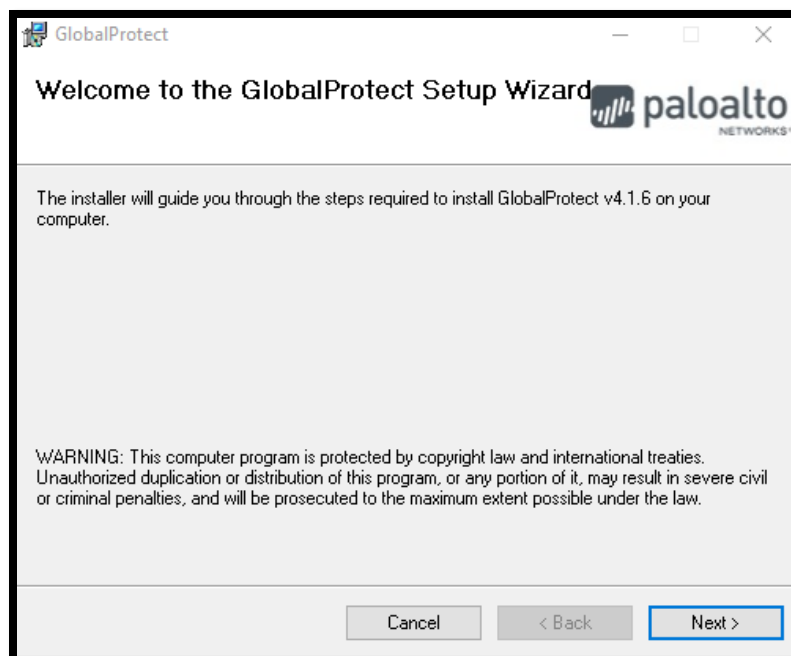 GlobalProtect
Welcome to the GlobalProtect Setup Wizard
paloalto
NETWORKS
The installer will guide you through the steps required to install GlobalProtect v4.1.6 on your
computer.
WARNING: This computer program is protected by copyright law and international treaties.
Unauthorized duplication or distribution of this program, or any portion of it, may result in severe civil
or criminal penalties, and will be prosecuted to the maximum extent possible under the law.
Cancel < Back Next >